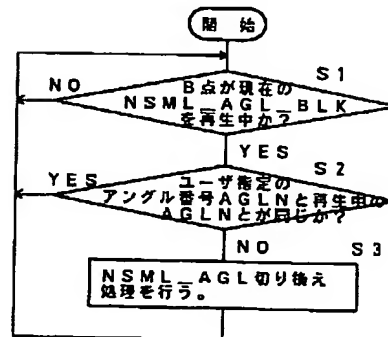 開　始
S1
B点が現在の
NO
NSML_AGL_BLK
を再生中か？
YES
S2
YES
ユーザ指定の
アングル番号AGLNと再生中の
AGLNとが同じか？
NO
S3
NSML_AGL切り換え
処理を行う。